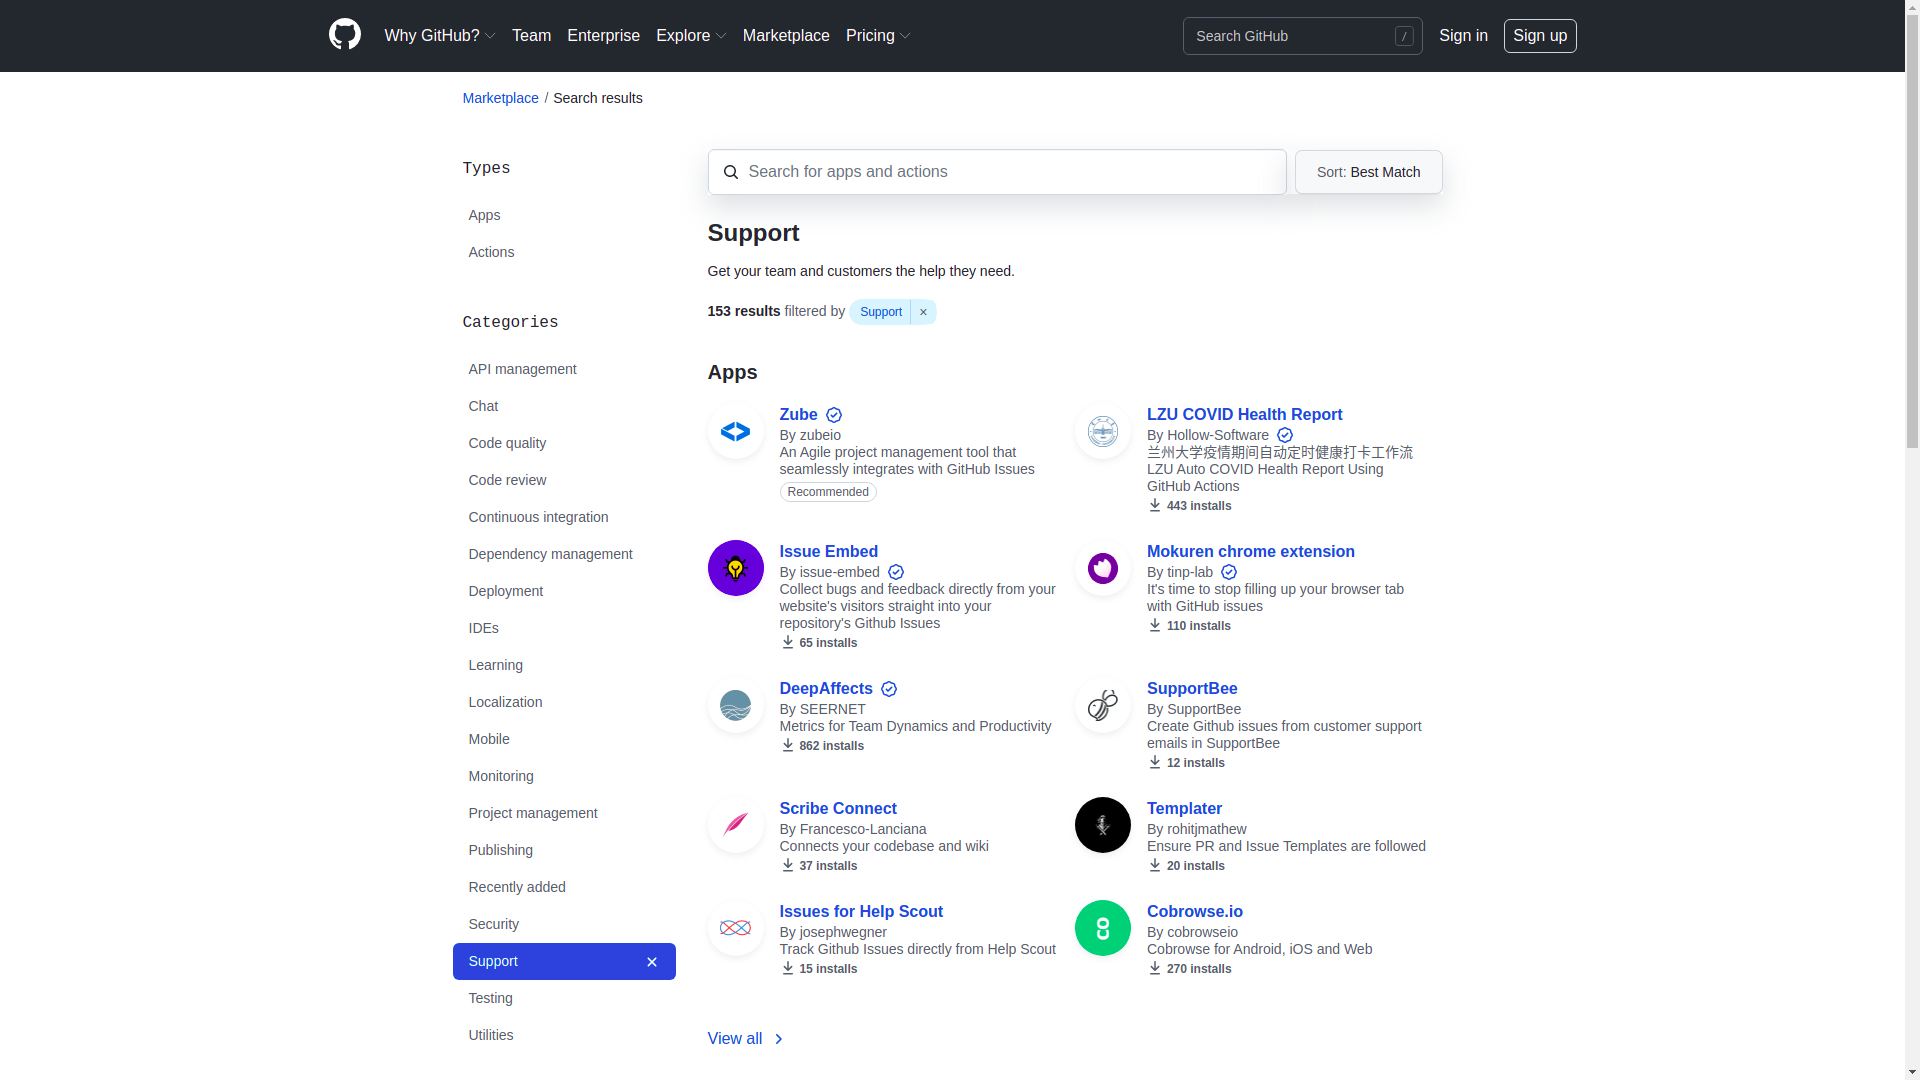 Why GitHub?
Team
Enterprise
Explore
Marketplace
Pricing
Search GitHub
/
Sign in
Sign up
Marketplace / Search results
Types
Apps
Actions
Categories
API management
Chat
Code quality
Code review
Continuous integration
Dependency management
Deployment
IDEs
Learning
Localization
Mobile
Monitoring
Project management
Publishing
Recently added
Security
Support
Testing
Utilities
Search for apps and actions
Sort: Best Match
Support
Get your team and customers the help they need.
153 results filtered by Support ×
Apps
Zube
By zubeio
An Agile project management tool that
seamlessly integrates with GitHub Issues
Recommended
LZU COVID Health Report
By Hollow-Software
兰州大学疫情期间自动定时健康打卡工作流
LZU Auto COVID Health Report Using
GitHub Actions
443 installs
Issue Embed
By issue-embed
Collect bugs and feedback directly from your
website's visitors straight into your
repository's Github Issues
65 installs
Mokuren chrome extension
By tinp-lab
It's time to stop filling up your browser tab
with GitHub issues
110 installs
DeepAffects
By SEERNET
Metrics for Team Dynamics and Productivity
862 installs
SupportBee
By SupportBee
Create Github issues from customer support
emails in SupportBee
12 installs
Scribe Connect
By Francesco-Lanciana
Connects your codebase and wiki
37 installs
Templater
By rohitjmathew
Ensure PR and Issue Templates are followed
20 installs
Issues for Help Scout
By josephwegner
Track Github Issues directly from Help Scout
15 installs
Cobrowse.io
By cobrowseio
Cobrowse for Android, iOS and Web
270 installs
View all